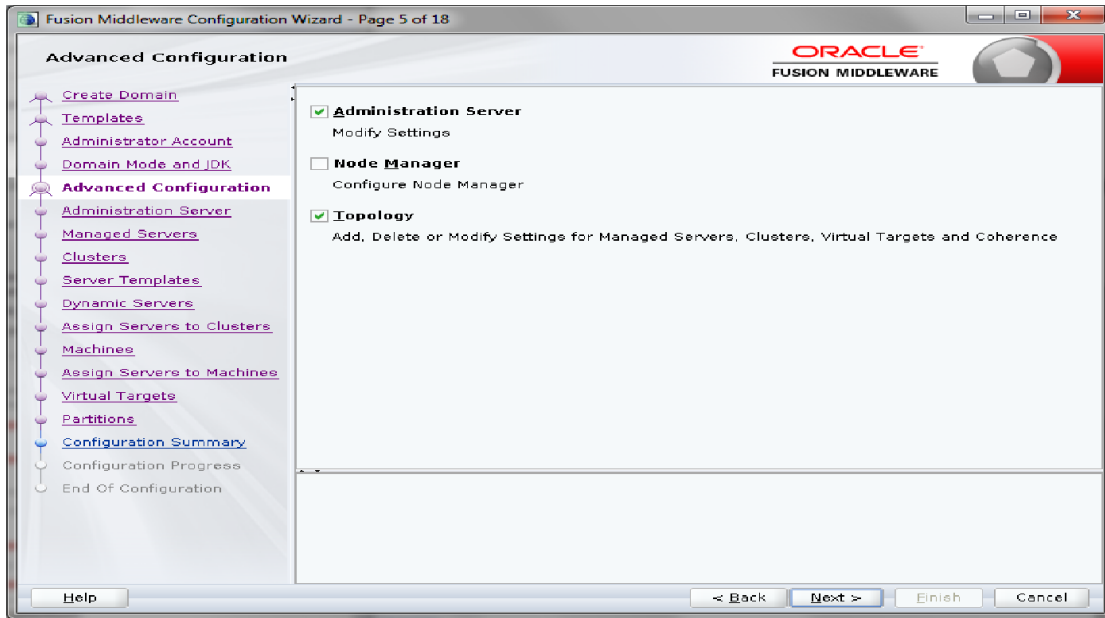 Fusion Middleware Configuration Wizard - Page 5 of 18
Advanced Configuration
ORACLE
FUSION MIDDLEWARE
Create Domain
Templates
Administrator Account
Domain Mode and JDK
Advanced Configuration
Administration Server
Managed Servers
Clusters
Server Templates
Dynamic Servers
Assign Servers to Clusters
Machines
Assign Servers to Machines
Virtual Targets
Partitions
Configuration Summary
Configuration Progress
End Of Configuration
Administration Server
Modify Settings
Node Manager
Configure Node Manager
Topology
Add, Delete or Modify Settings for Managed Servers, Clusters, Virtual Targets and Coherence
Help
< Back
Next >
Finish
Cancel